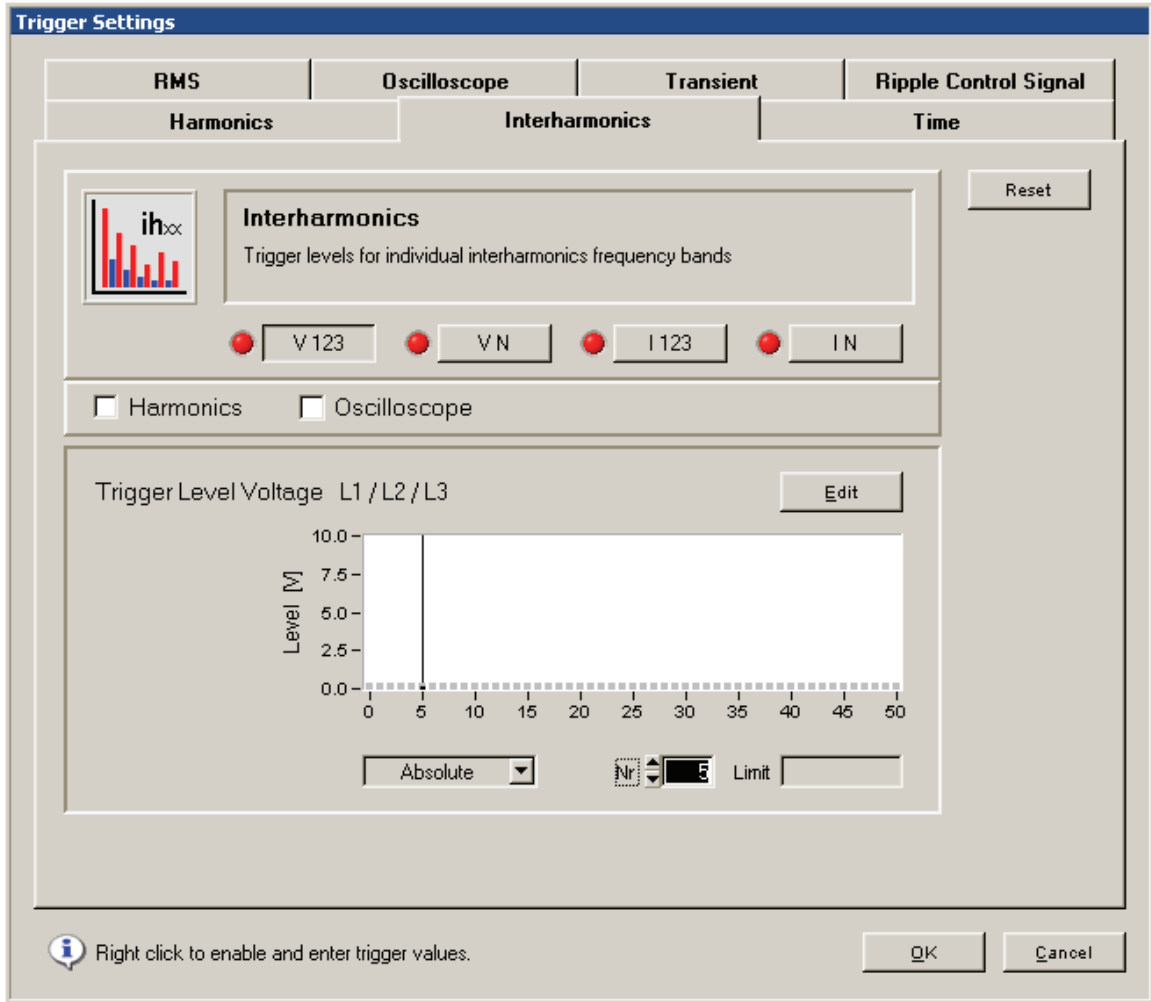 Trigger Settings
RMS Oscilloscope Transient Ripple Control Signal
Harmonics Interharmonics Time
Reset
ihxx
Interharmonics
Trigger levels for individual interharmonics frequency bands
V 123 V N I 123 I N
Harmonics Oscilloscope
Trigger Level Voltage L1 / L2 / L3
Edit
Level [V]
10.0
7.5
5.0
2.5
0.0
0 5 10 15 20 25 30 35 40 45 50
Absolute Nr 5 Limit
Right click to enable and enter trigger values.
OK Cancel